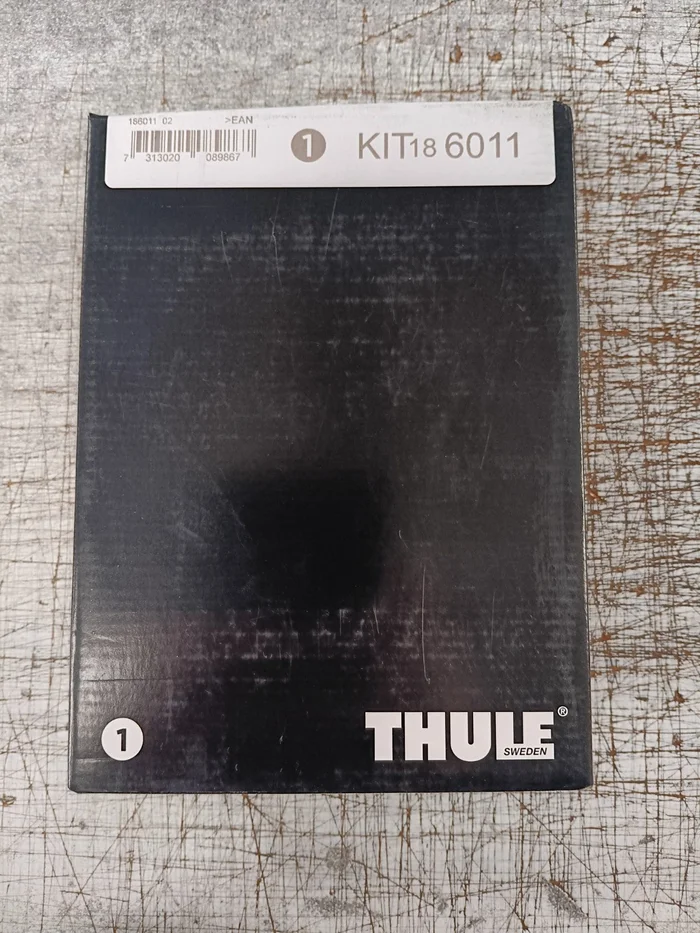 186011 02 >EAN
7 313020 089867
1 KIT18 6011
1
THULE®
SWEDEN